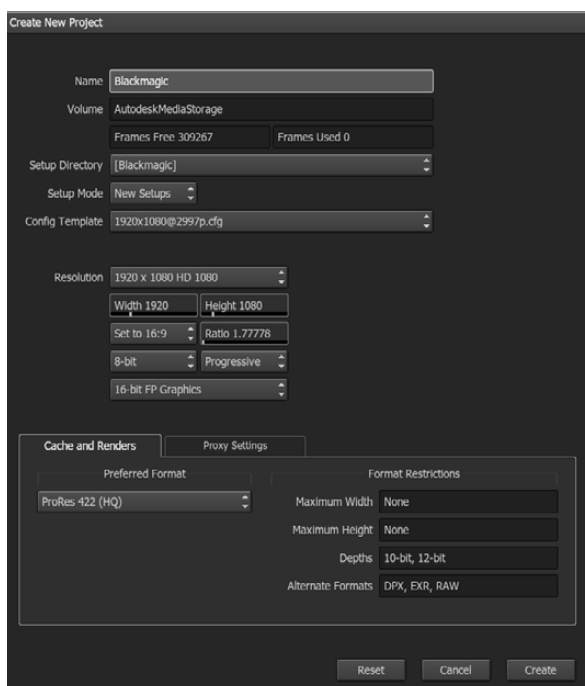 Create New Project
Name Blackmagic
Volume AutodeskMediaStorage
Frames Free 309267 Frames Used 0
Setup Directory [Blackmagic]
Setup Mode New Setups
Config Template 1920x1080@2997p.cfg
Resolution 1920 x 1080 HD 1080
Width 1920 Height 1080
Set to 16:9 Ratio 1.77778
8-bit Progressive
16-bit FP Graphics
Cache and Renders Proxy Settings
Preferred Format Format Restrictions
ProRes 422 (HQ) Maximum Width None
Maximum Height None
Depths 10-bit, 12-bit
Alternate Formats DPX, EXR, RAW
Reset Cancel Create